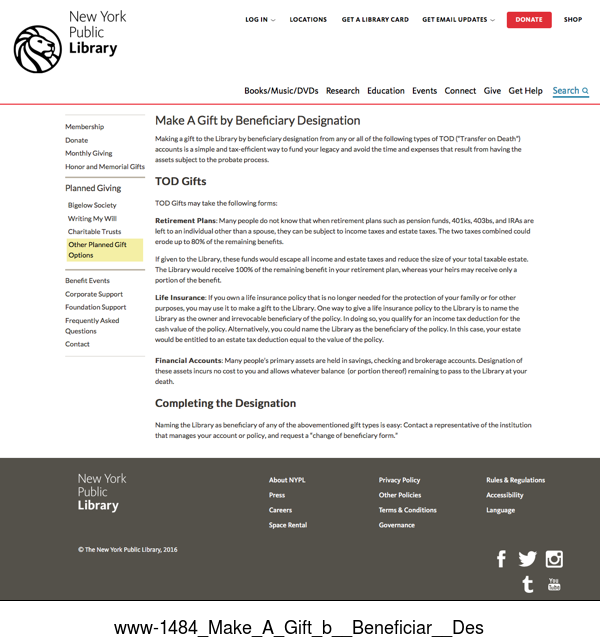 New York
Public
Library
LOG IN
LOCATIONS
GET A LIBRARY CARD
GET EMAIL UPDATES
DONATE
SHOP
Books/Music/DVDs
Research
Education
Events
Connect
Give
Get Help
Search
Membership
Donate
Monthly Giving
Honor and Memorial Gifts
Planned Giving
Bigelow Society
Writing My Will
Charitable Trusts
Other Planned Gift
Options
Benefit Events
Corporate Support
Foundation Support
Frequently Asked
Questions
Contact
Make A Gift by Beneficiary Designation
Making a gift to the Library by beneficiary designation from any or all of the following types of TOD ("Transfer on Death")
accounts is a simple and tax-efficient way to fund your legacy and avoid the time and expenses that result from having the
assets subject to the probate process.
TOD Gifts
TOD Gifts may take the following forms:
Retirement Plans: Many people do not know that when retirement plans such as pension funds, 401ks, 403bs, and IRAs are
left to an individual other than a spouse, they can be subject to income taxes and estate taxes. The two taxes combined could
erode up to 80% of the remaining benefits.
If given to the Library, these funds would escape all income and estate taxes and reduce the size of your total taxable estate.
The Library would receive 100% of the remaining benefit in your retirement plan, whereas your heirs may receive only a
portion of the benefit.
Life Insurance: If you own a life insurance policy that is no longer needed for the protection of your family or for other
purposes, you may use it to make a gift to the Library. One way to give a life insurance policy to the Library is to name the
Library as the owner and irrevocable beneficiary of the policy. In doing so, you qualify for an income tax deduction for the
cash value of the policy. Alternatively, you could name the Library as the beneficiary of the policy. In this case, your estate
would be entitled to an estate tax deduction equal to the value of the policy.
Financial Accounts: Many people's primary assets are held in savings, checking and brokerage accounts. Designation of
these assets incurs no cost to you and allows whatever balance (or portion thereof) remaining to pass to the Library at your
death.
Completing the Designation
Naming the Library as beneficiary of any of the abovementioned gift types is easy: Contact a representative of the institution
that manages your account or policy, and request a "change of beneficiary form."
New York
Public
Library
About NYPL
Press
Careers
Space Rental
Privacy Policy
Other Policies
Terms & Conditions
Governance
Rules & Regulations
Accessibility
Language
© The New York Public Library, 2016
You
Tube
www-1484_Make_A_Gift_b__Beneficiar__Des